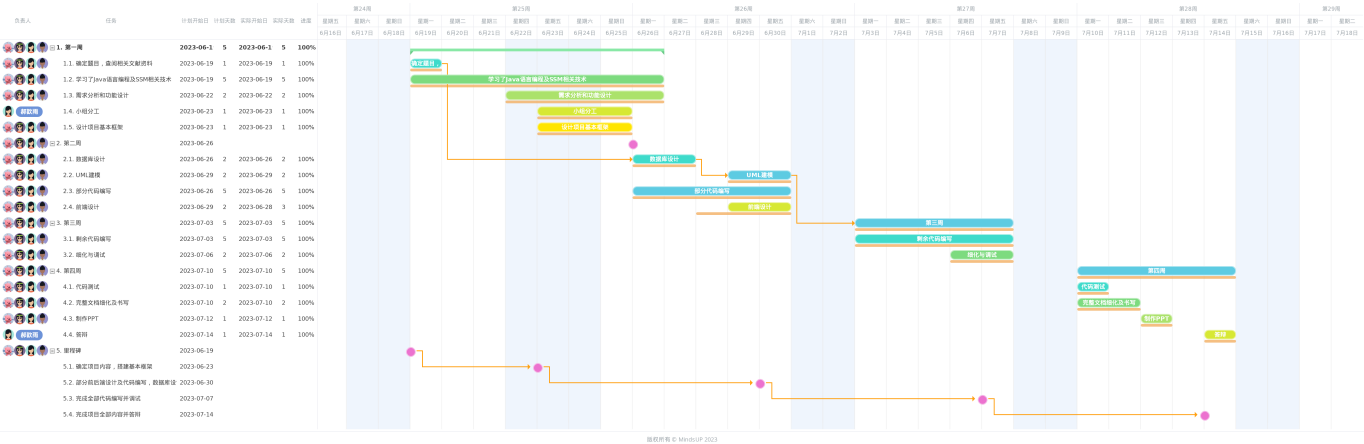 第24周 第25周 第26周 第27周 第28周 第29周
负责人 任务 计划开始日 计划天数 实际开始日 实际天数 进度 星期五 星期六 星期日 星期一 星期二 星期三 星期四 星期五 星期六 星期日 星期一 星期二 星期三 星期四 星期五 星期六 星期日 星期一 星期二 星期三 星期四 星期五 星期六 星期日 星期一 星期二 星期三 星期四 星期五 星期六 星期日 星期一 星期二
6月16日 6月17日 6月18日 6月19日 6月20日 6月21日 6月22日 6月23日 6月24日 6月25日 6月26日 6月27日 6月28日 6月29日 6月30日 7月1日 7月2日 7月3日 7月4日 7月5日 7月6日 7月7日 7月8日 7月9日 7月10日 7月11日 7月12日 7月13日 7月14日 7月15日 7月16日 7月17日 7月18日
1. 第一周 2023-06-1 5 2023-06-1 5 100%
1.1. 确定题目，查阅相关文献资料 2023-06-19 1 2023-06-19 1 100% 确定题目，
1.2. 学习了Java语言编程及SSM相关技术 2023-06-19 5 2023-06-19 5 100% 学习了Java语言编程及SSM相关技术
1.3. 需求分析和功能设计 2023-06-22 2 2023-06-22 2 100% 需求分析和功能设计
郝歆雨 1.4. 小组分工 2023-06-23 1 2023-06-23 1 100% 小组分工
1.5. 设计项目基本框架 2023-06-23 1 2023-06-23 1 100% 设计项目基本框架
2. 第二周 2023-06-26
2.1. 数据库设计 2023-06-26 2 2023-06-26 2 100% 数据库设计
2.2. UML建模 2023-06-29 2 2023-06-29 2 100% UML建模
2.3. 部分代码编写 2023-06-26 5 2023-06-26 5 100% 部分代码编写
2.4. 前端设计 2023-06-29 2 2023-06-28 3 100% 前端设计
3. 第三周 2023-07-03 5 2023-07-03 5 100% 第三周
3.1. 剩余代码编写 2023-07-03 5 2023-07-03 5 100% 剩余代码编写
3.2. 细化与调试 2023-07-06 2 2023-07-06 2 100% 细化与调试
4. 第四周 2023-07-10 5 2023-07-10 5 100% 第四周
4.1. 代码测试 2023-07-10 1 2023-07-10 1 100% 代码测试
4.2. 完整文档细化及书写 2023-07-10 2 2023-07-10 2 100% 完整文档细化及书写
4.3. 制作PPT 2023-07-12 1 2023-07-12 1 100% 制作PPT
郝歆雨 4.4. 答辩 2023-07-14 1 2023-07-14 1 100% 答辩
5. 里程碑 2023-06-19
5.1. 确定项目内容，搭建基本框架 2023-06-23
5.2. 部分前后端设计及代码编写，数据库设 2023-06-30
5.3. 完成全部代码编写并调试 2023-07-07
5.4. 完成项目全部内容并答辩 2023-07-14
版权所有 © MindsUP 2023